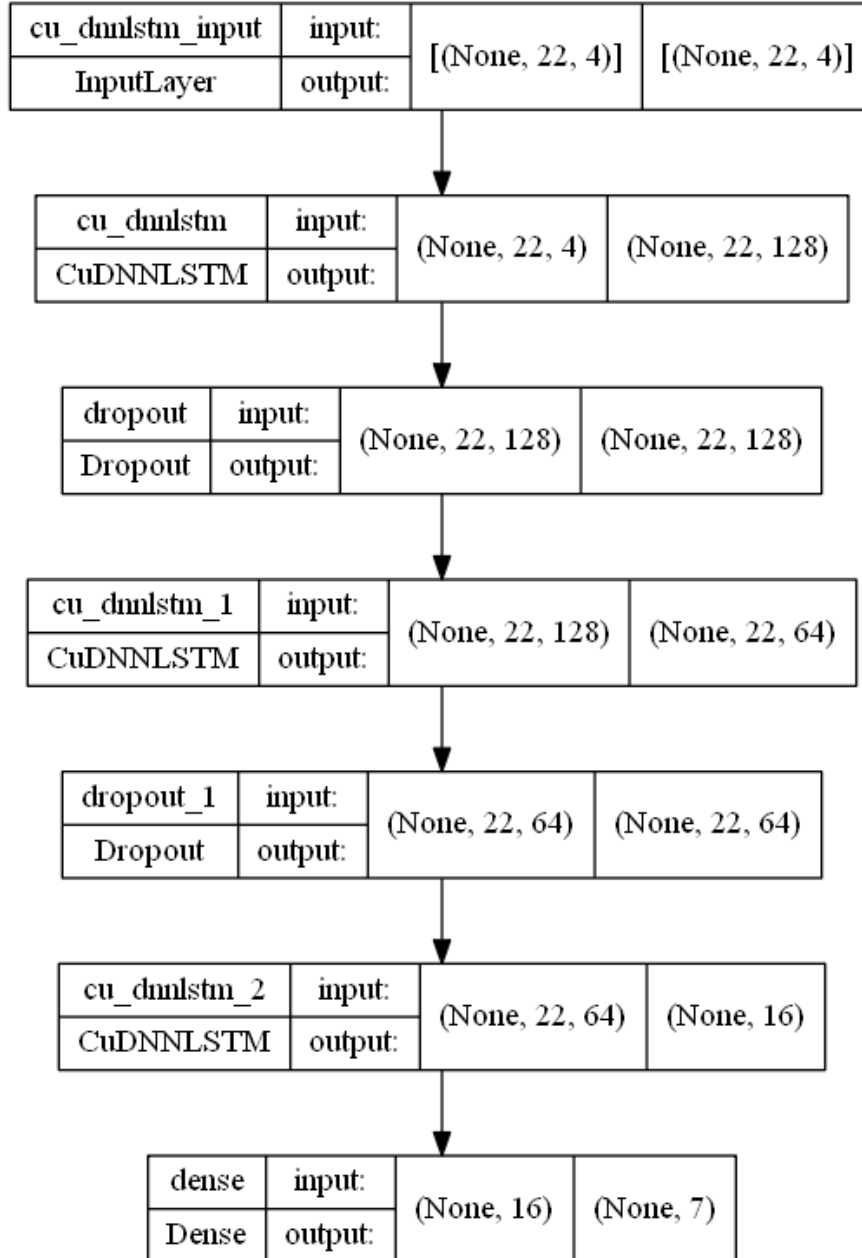 cu_dnnlstm_input input: [(None, 22, 4)] [(None, 22, 4)]
InputLayer output:
cu_dnnlstm input: (None, 22, 4) (None, 22, 128)
CuDNNLSTM output:
dropout input: (None, 22, 128) (None, 22, 128)
Dropout output:
cu_dnnlstm_1 input: (None, 22, 128) (None, 22, 64)
CuDNNLSTM output:
dropout_1 input: (None, 22, 64) (None, 22, 64)
Dropout output:
cu_dnnlstm_2 input: (None, 22, 64) (None, 16)
CuDNNLSTM output:
dense input: (None, 16) (None, 7)
Dense output: